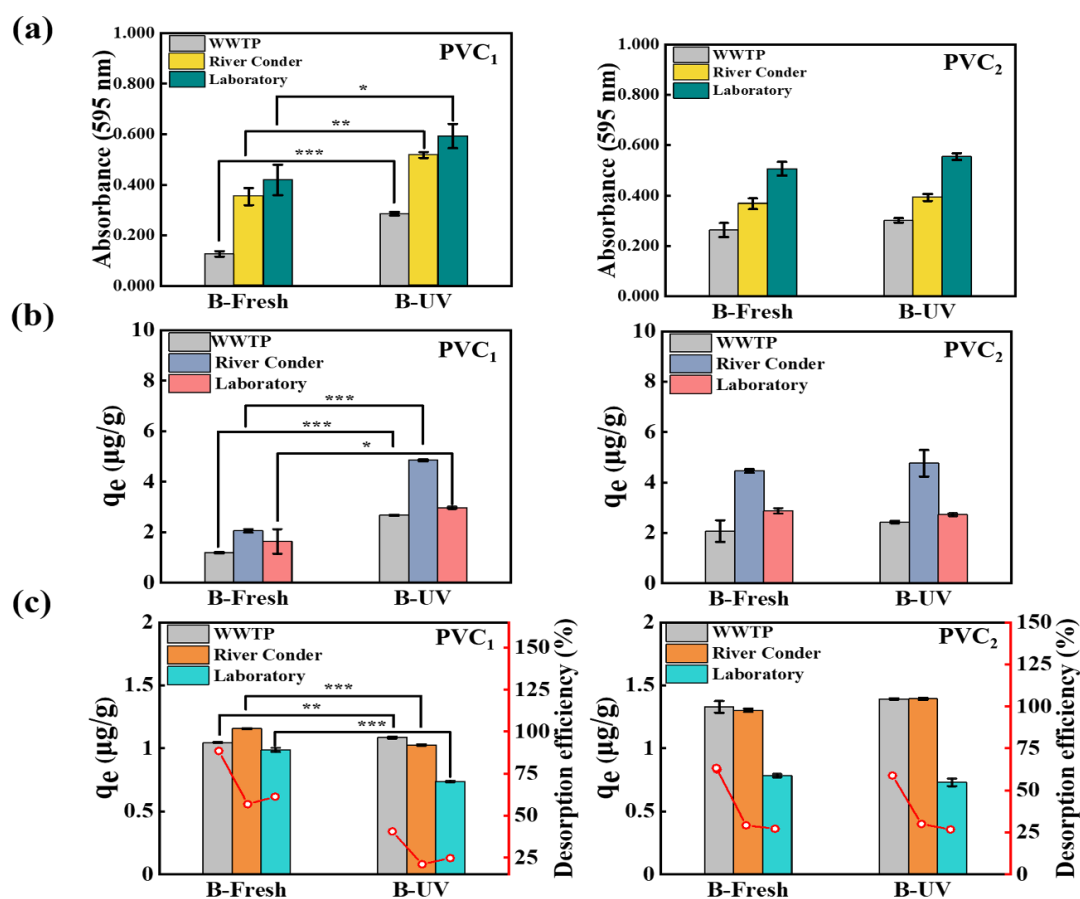 (a)
1.000
0.800
0.600
0.400
0.200
0.000
Absorbance (595 nm)
WWTP
River Conder
Laboratory
PVC1
*
**
***
B-Fresh B-UV
1.000
0.800
0.600
0.400
0.200
0.000
Absorbance (595 nm)
WWTP
River Conder
Laboratory
PVC2
B-Fresh B-UV
(b)
10
8
6
4
2
0
qe (μg/g)
WWTP
River Conder
Laboratory
PVC1
***
***
*
B-Fresh B-UV
10
8
6
4
2
0
qe (μg/g)
WWTP
River Conder
Laboratory
PVC2
B-Fresh B-UV
(c)
2
1.5
1
0.5
0
qe (μg/g)
WWTP
River Conder
Laboratory
PVC1
***
**
***
150
125
100
75
50
25
Desorption efficiency (%)
B-Fresh B-UV
2
1.5
1
0.5
0
qe (μg/g)
WWTP
River Conder
Laboratory
PVC2
150
125
100
75
50
25
0
Desorption efficiency (%)
B-Fresh B-UV